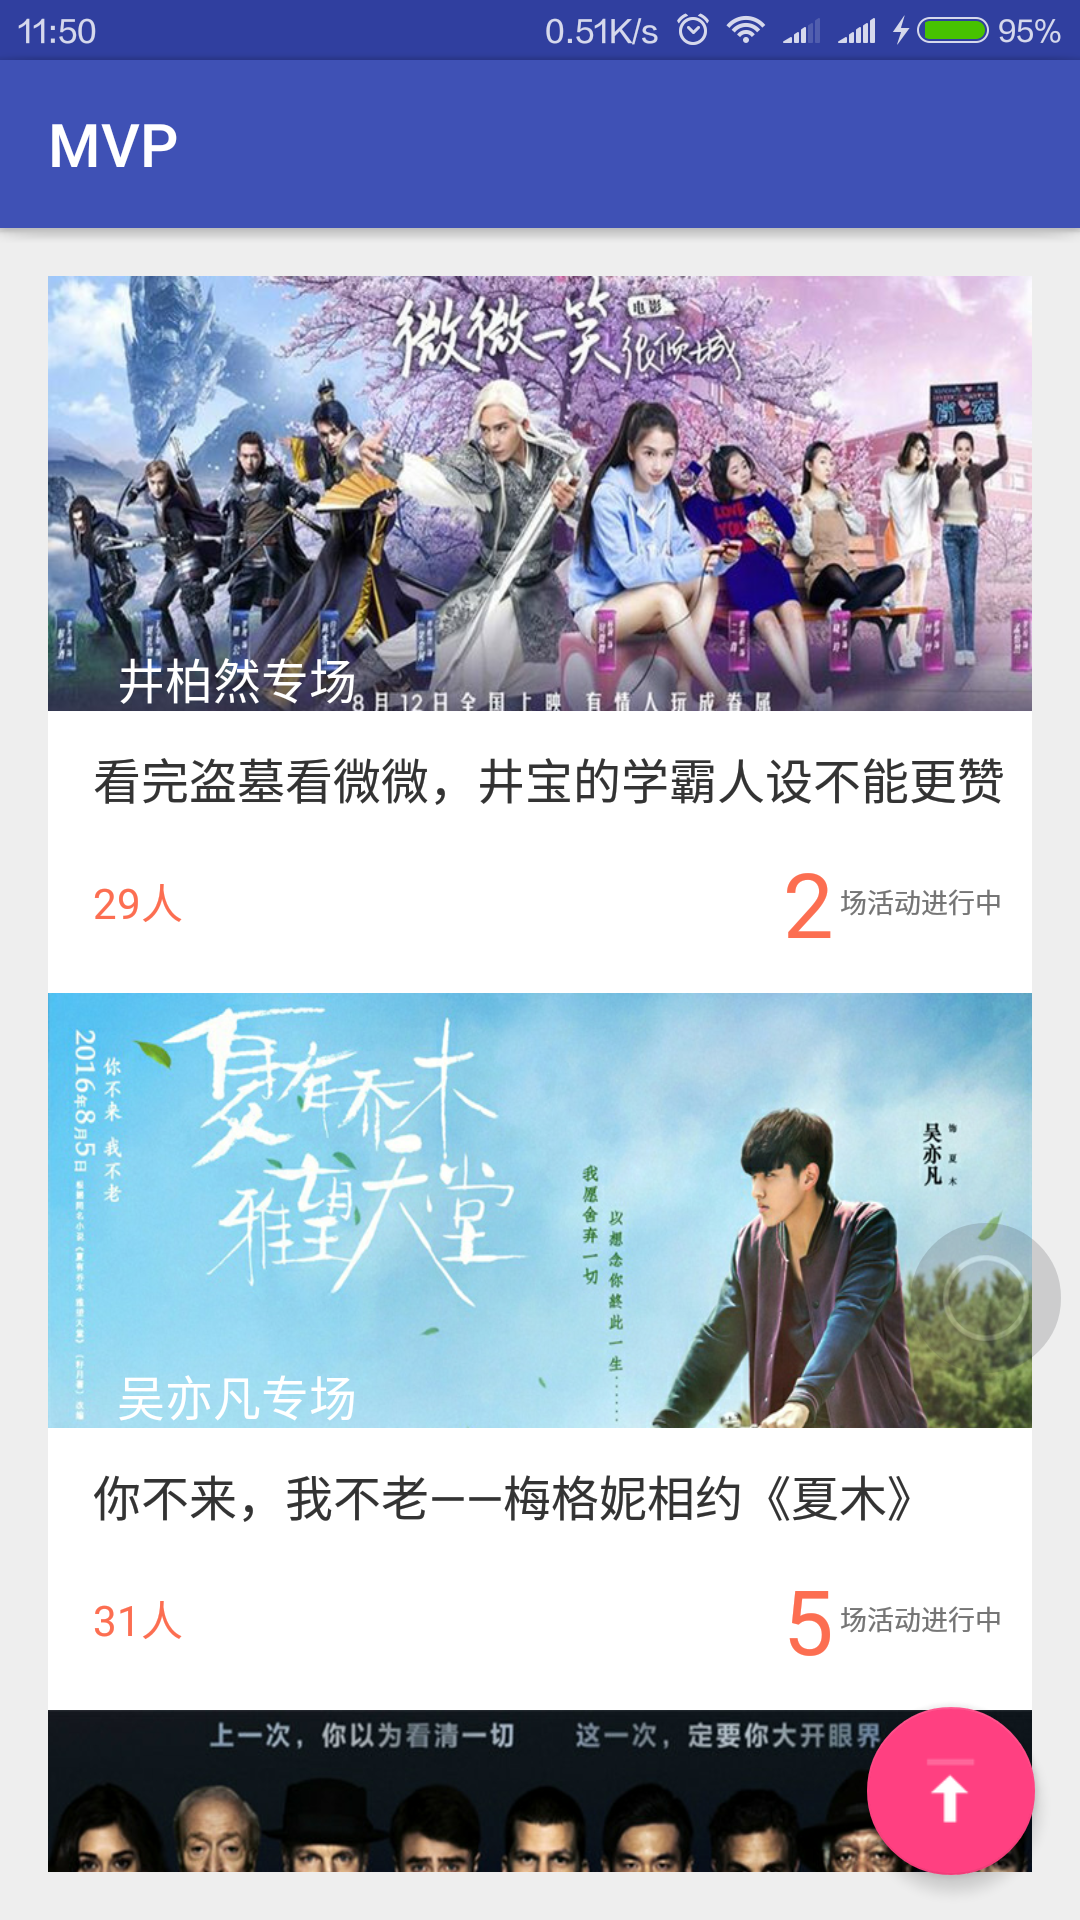 11:50
0.51K/s
95%
MVP
微微一笑
电影
很倾城
井柏然专场
8月12日全国上映 有情人玩成眷属
看完盗墓看微微，井宝的学霸人设不能更赞
29人
2 场活动进行中
2016年8月5日
你不来 我不老
夏有乔木
雅望天堂
我愿舍弃一切
以想念你终此一生······
吴亦凡
饰 夏木
吴亦凡专场
你不来，我不老——梅格妮相约《夏木》
31人
5 场活动进行中
上一次，你以为看清一切
这一次，定要你大开眼界